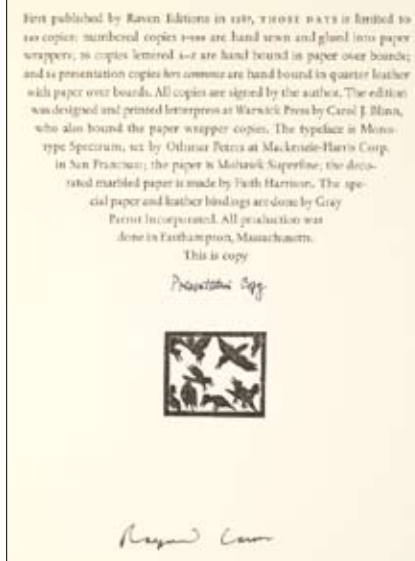 First published by Raven Editions in 1987, THOSE DAYS is limited to
140 copies: numbered copies 1–100 are hand sewn and glued into paper
wrappers; 26 copies lettered A–Z are hand bound in paper over boards;
and 14 presentation copies hors commerce are hand bound in quarter leather
with paper over boards. All copies are signed by the author. The edition
was designed and printed letterpress at Warwick Press by Carol J. Blinn,
who also bound the paper wrapper copies. The typeface is Mono-
type Spectrum, set by Othmar Peters at Mackenzie-Harris Corp.
in San Francisco; the paper is Mohawk Superfine; the deco-
rated marbled paper is made by Faith Harrison. The spe-
cial paper and leather bindings are done by Gray
Parrot Incorporated. All production was
done in Easthampton, Massachusetts.
This is copy
Presentation Copy
Raymond Carver